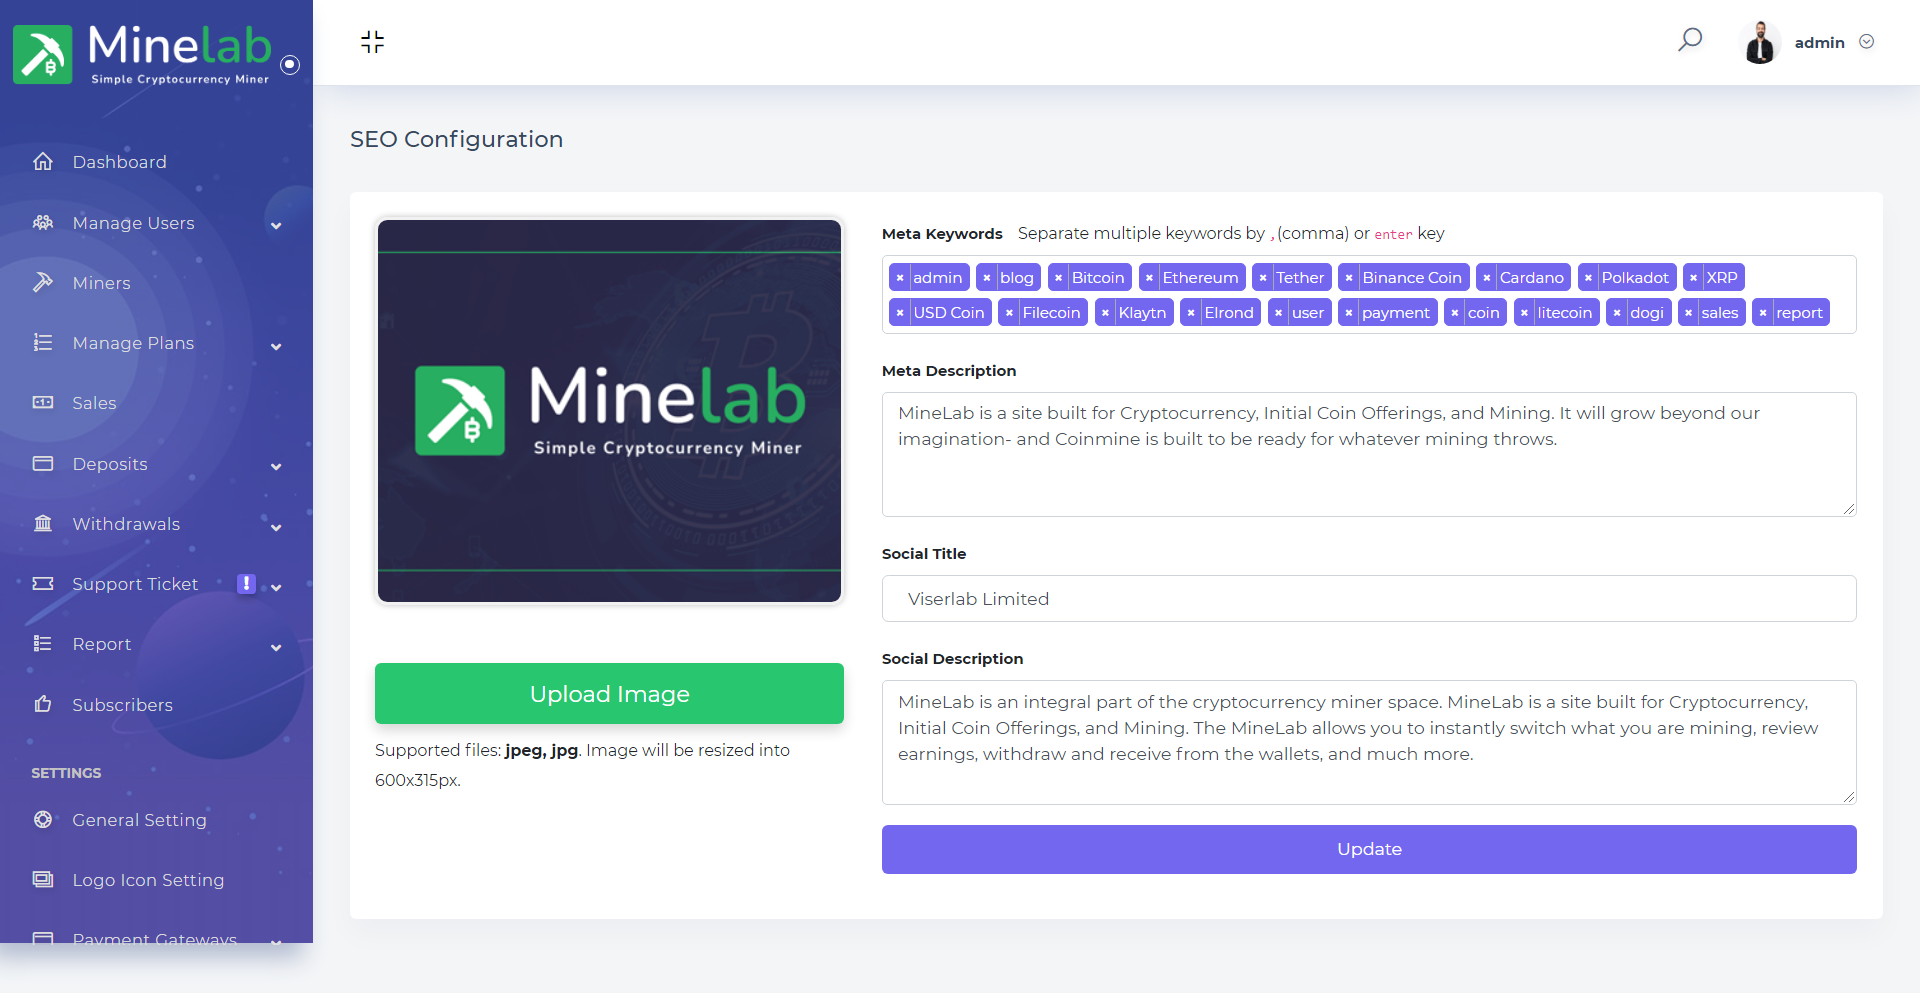 Minelab
Simple Cryptocurrency Miner
admin
Dashboard
Manage Users
Miners
Manage Plans
Sales
Deposits
Withdrawals
Support Ticket !
Report
Subscribers
SETTINGS
General Setting
Logo Icon Setting
Payment Gateways
SEO Configuration
Minelab
Simple Cryptocurrency Miner
Upload Image
Supported files: jpeg, jpg. Image will be resized into
600x315px.
Meta Keywords Separate multiple keywords by ,(comma) or enter key
× admin × blog × Bitcoin × Ethereum × Tether × Binance Coin × Cardano × Polkadot × XRP
× USD Coin × Filecoin × Klaytn × Elrond × user × payment × coin × litecoin × dogi × sales × report
Meta Description
MineLab is a site built for Cryptocurrency, Initial Coin Offerings, and Mining. It will grow beyond our
imagination- and Coinmine is built to be ready for whatever mining throws.
Social Title
Viserlab Limited
Social Description
MineLab is an integral part of the cryptocurrency miner space. MineLab is a site built for Cryptocurrency,
Initial Coin Offerings, and Mining. The MineLab allows you to instantly switch what you are mining, review
earnings, withdraw and receive from the wallets, and much more.
Update